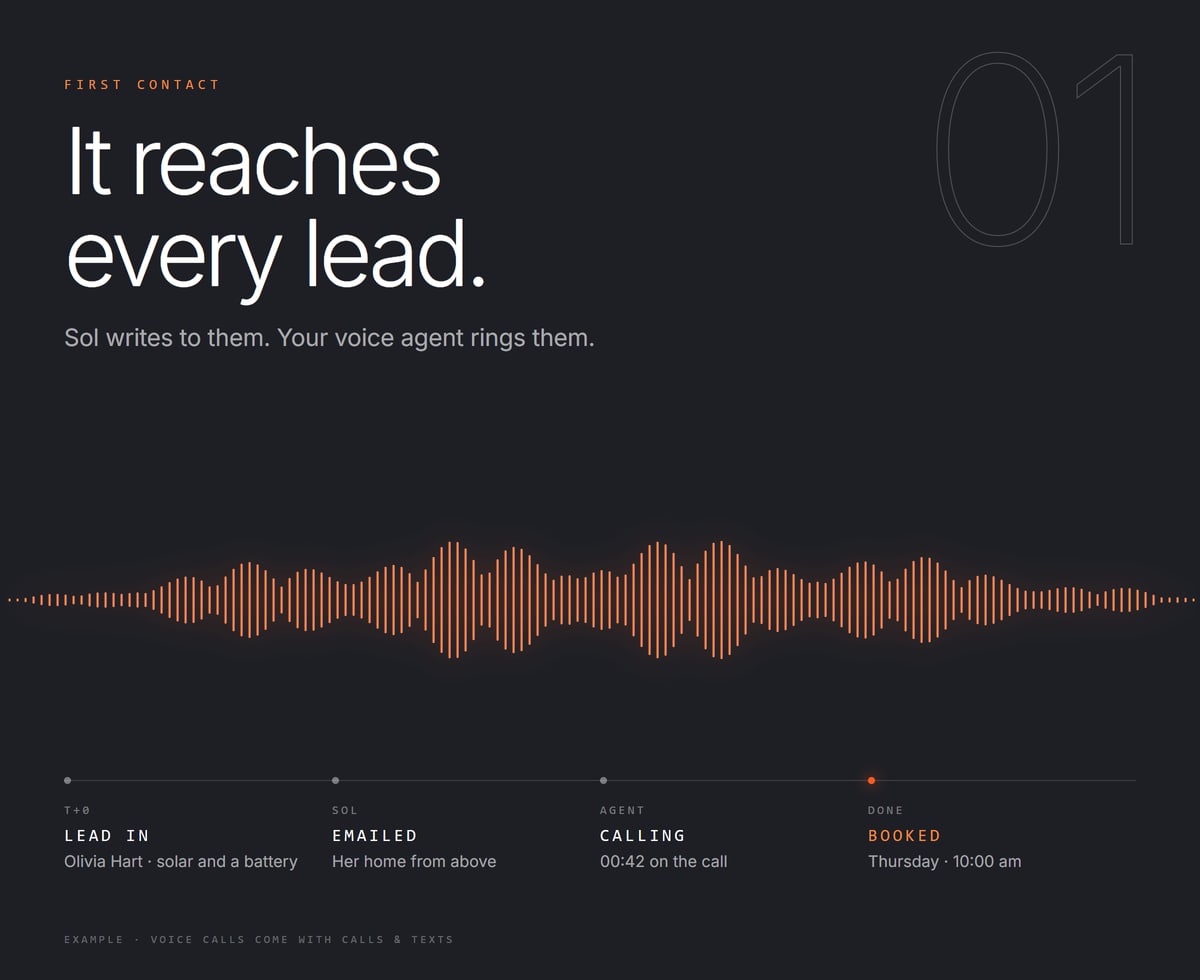 FIRST CONTACT
01
It reaches
every lead.
Sol writes to them. Your voice agent rings them.
T+0
LEAD IN
Olivia Hart · solar and a battery
SOL
EMAILED
Her home from above
AGENT
CALLING
00:42 on the call
DONE
BOOKED
Thursday · 10:00 am
EXAMPLE · VOICE CALLS COME WITH CALLS & TEXTS